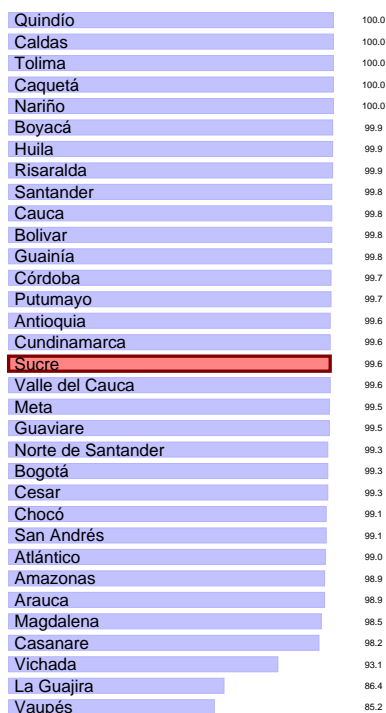 Quindío 100.0
Caldas 100.0
Tolima 100.0
Caquetá 100.0
Nariño 100.0
Boyacá 99.9
Huila 99.9
Risaralda 99.9
Santander 99.8
Cauca 99.8
Bolivar 99.8
Guainía 99.8
Córdoba 99.7
Putumayo 99.7
Antioquia 99.6
Cundinamarca 99.6
Sucre 99.6
Valle del Cauca 99.6
Meta 99.5
Guaviare 99.5
Norte de Santander 99.3
Bogotá 99.3
Cesar 99.3
Chocó 99.1
San Andrés 99.1
Atlántico 99.0
Amazonas 98.9
Arauca 98.9
Magdalena 98.5
Casanare 98.2
Vichada 93.1
La Guajira 86.4
Vaupés 85.2